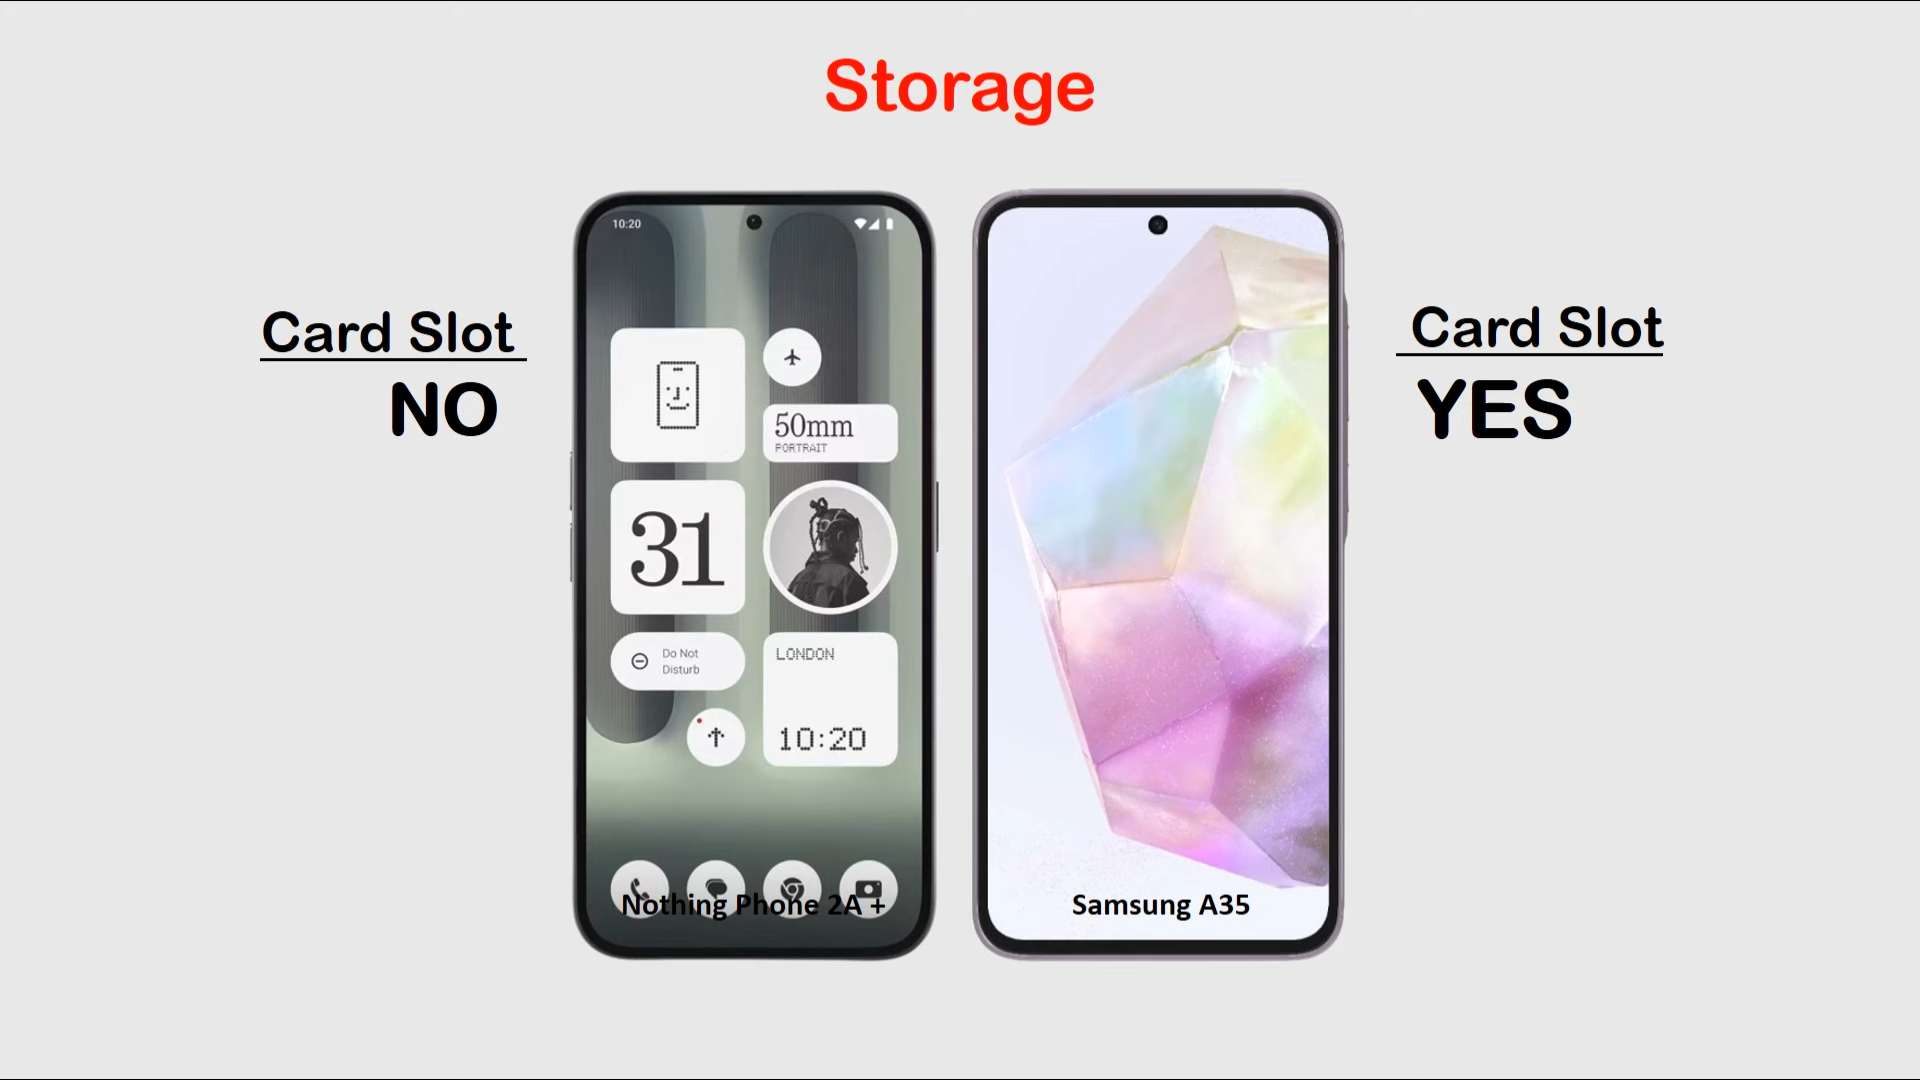 Storage
Card Slot
NO
Card Slot
YES
10:20
50mm
PORTRAIT
31
Do Not
Disturb
LONDON
10:20
Nothing Phone 2A +
Samsung A35